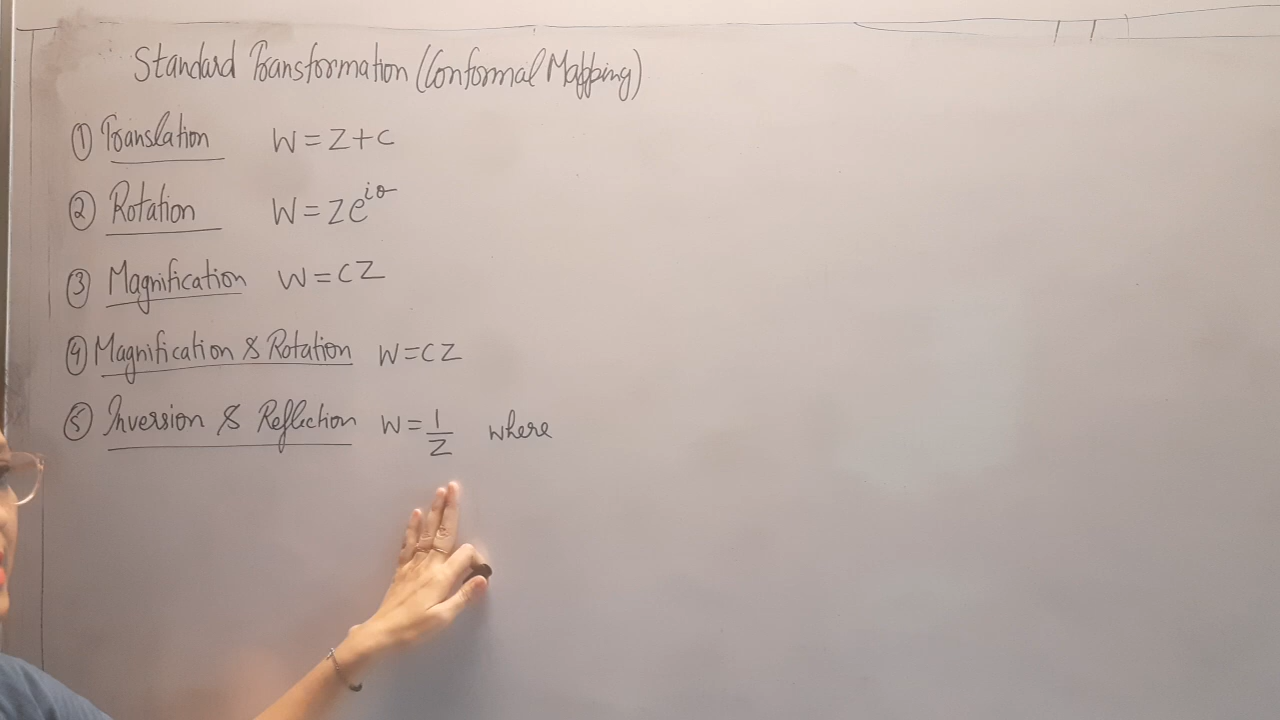 Standard Transformation (Conformal Mapping)
① Translation W = Z + C
② Rotation W = Z e^{iθ}
③ Magnification W = CZ
④ Magnification & Rotation W = CZ
⑤ Inversion & Reflection W = 1/Z where